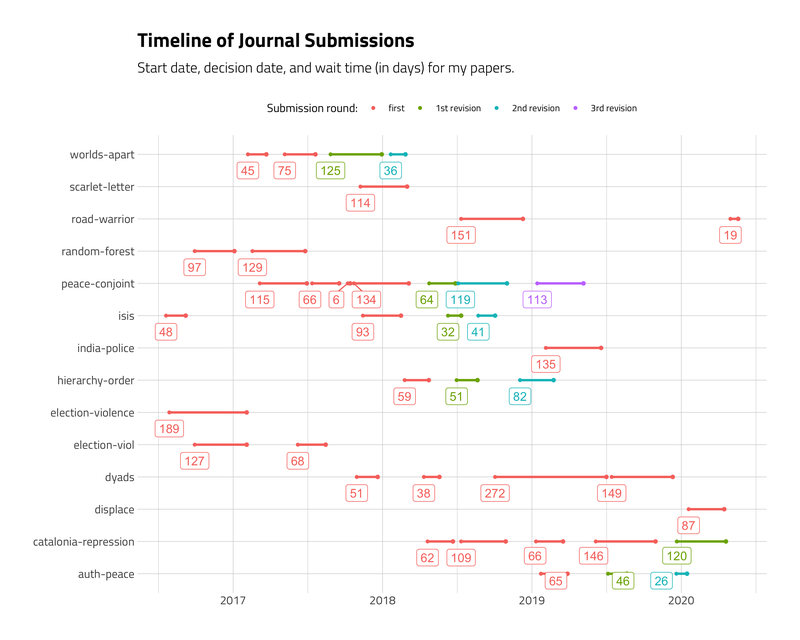 Timeline of Journal Submissions
Start date, decision date, and wait time (in days) for my papers.
Submission round: first 1st revision 2nd revision 3rd revision
worlds-apart
45 75 125 36
scarlet-letter
114
road-warrior
151 19
random-forest
97 129
peace-conjoint
115 66 6 134 64 119 113
isis
48 93 32 41
india-police
135
hierarchy-order
59 51 82
election-violence
189
election-viol
127 68
dyads
51 38 272 149
displace
87
catalonia-repression
62 109 66 146 120
auth-peace
65 46 26
2017 2018 2019 2020